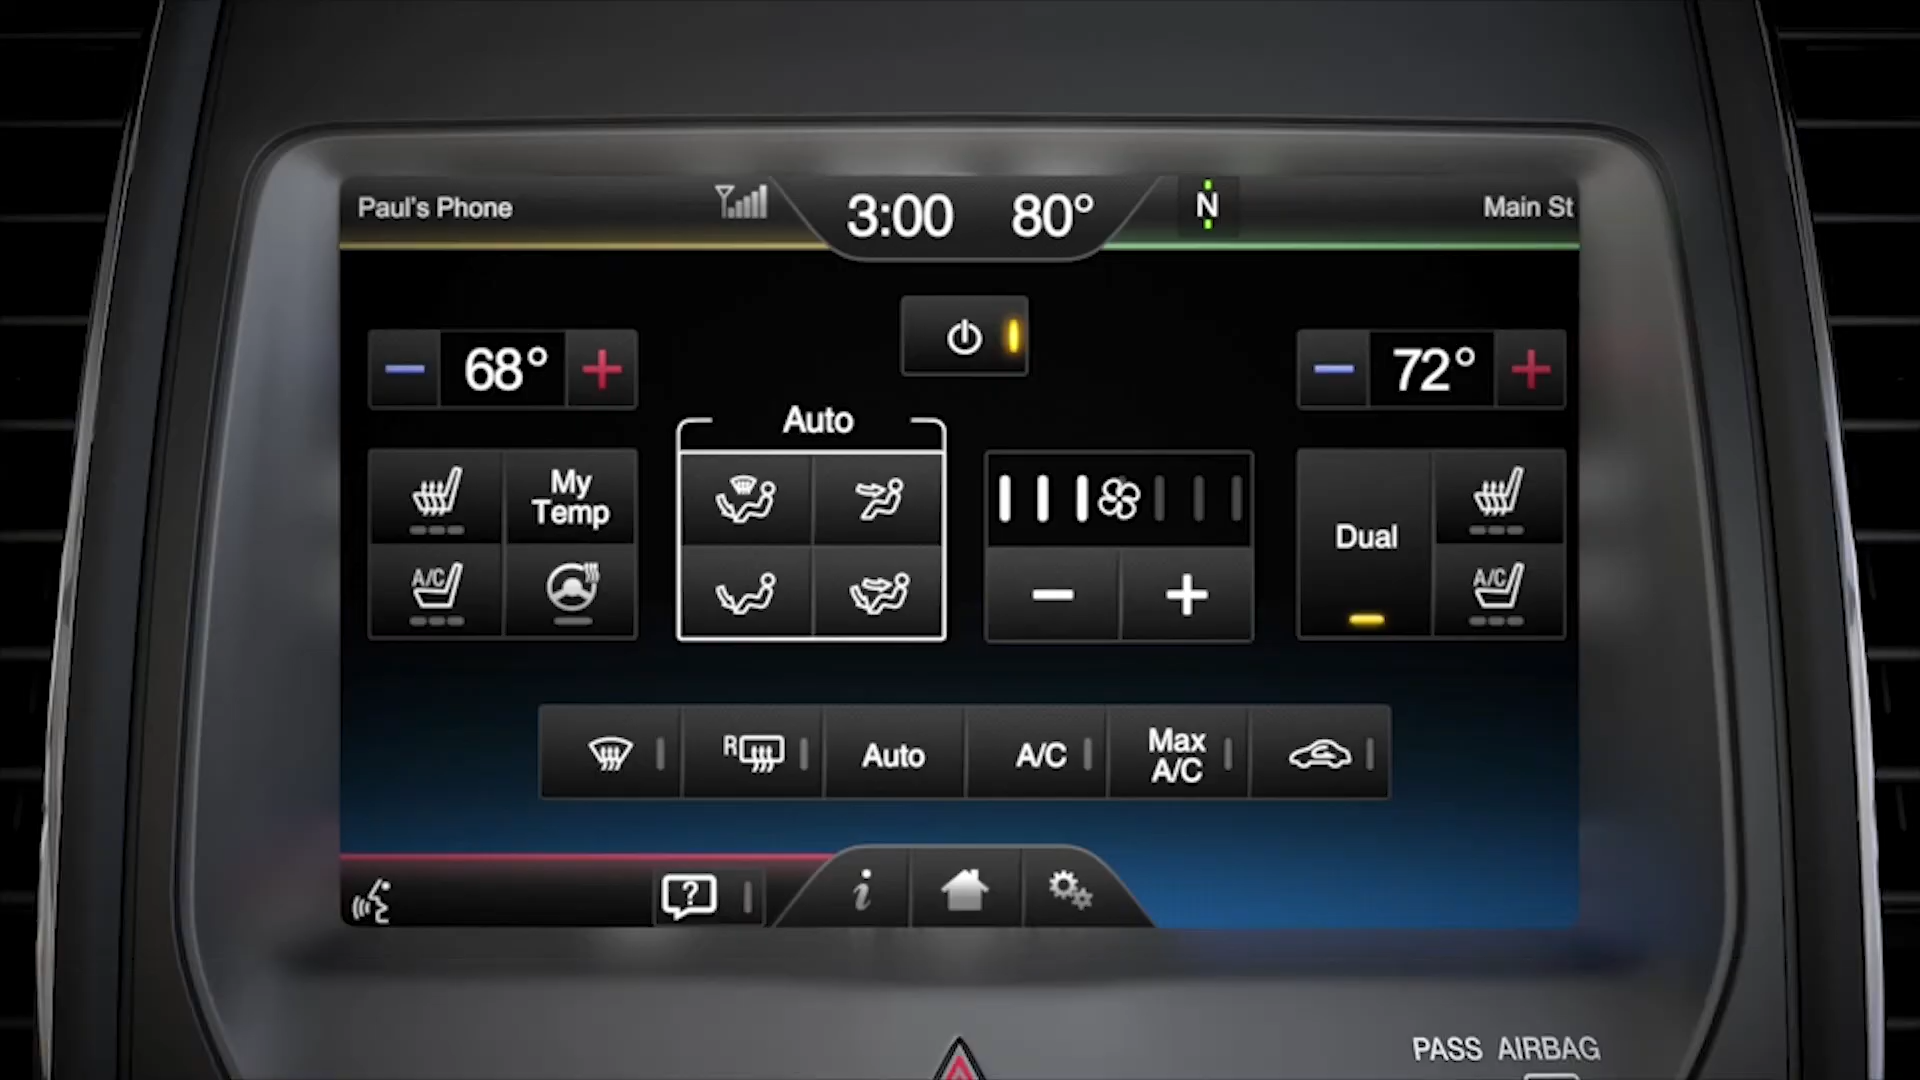 Paul's Phone
3:00
80°
N
Main St
68°
72°
Auto
My
Temp
A/C
Dual
A/C
R
Auto
A/C
Max
A/C
?
i
PASS AIRBAG